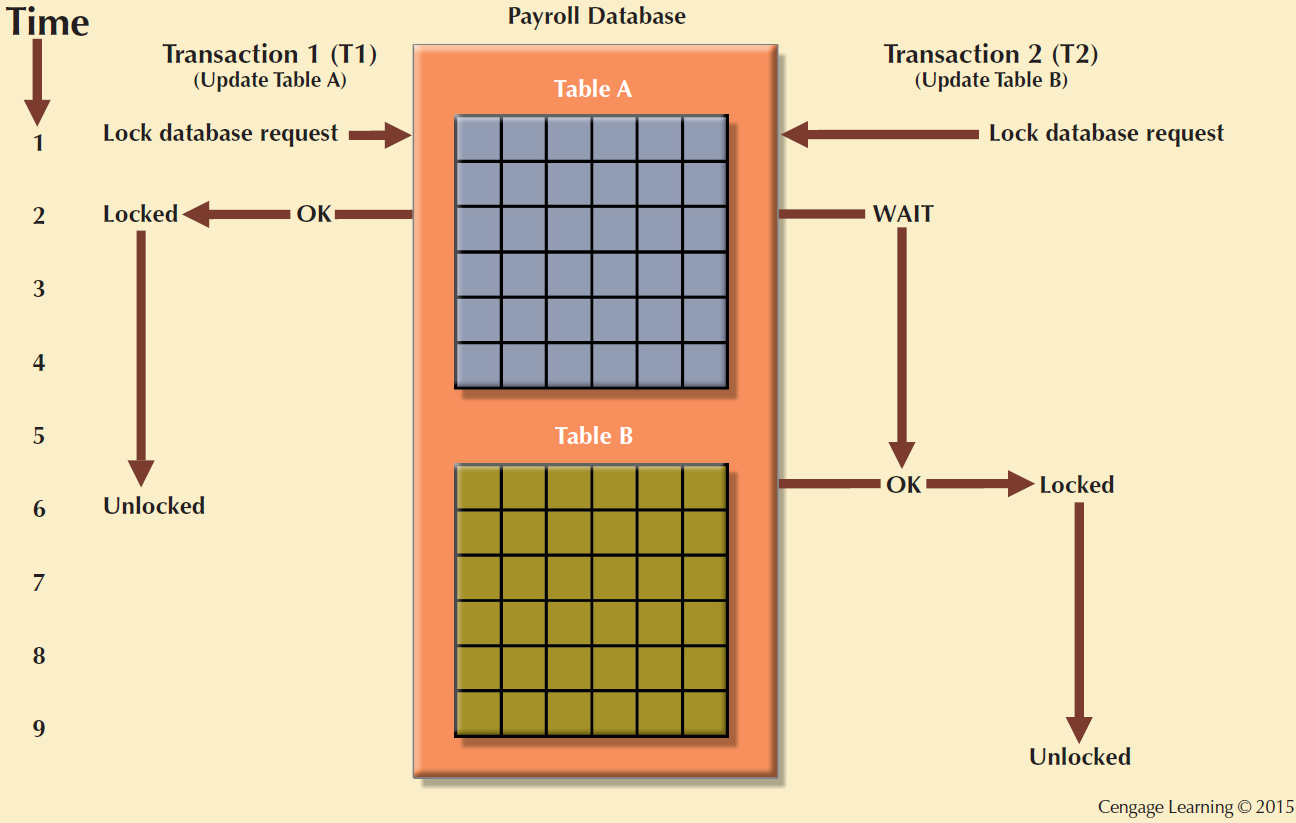 Time
Payroll Database
Transaction 1 (T1)
(Update Table A)
Transaction 2 (T2)
(Update Table B)
Table A
1
Lock database request
Lock database request
2
Locked
OK
WAIT
3
4
5
Table B
OK
Locked
6
Unlocked
7
8
9
Unlocked
Cengage Learning © 2015